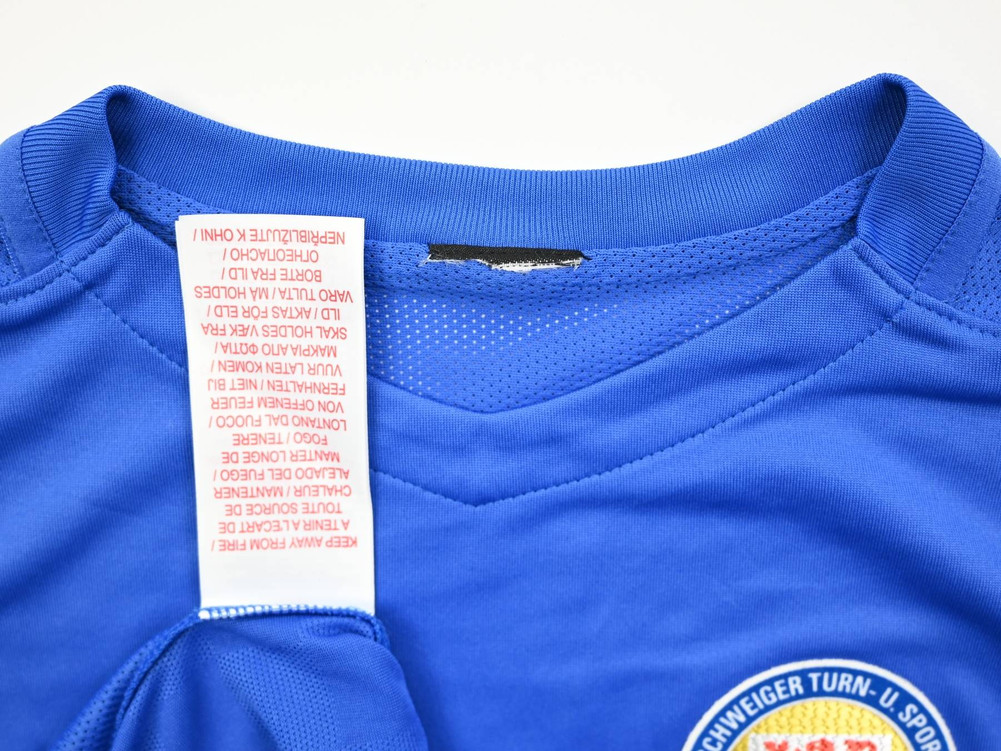 KEEP AWAY FROM FIRE /
A TENIR A L'ECART DE
TOUTE SOURCE DE
CHALEUR / MANTENER
ALEJADO DEL FUEGO /
MANTER LONGE DE
FOGO / TENERE
LONTANO DAL FUOCO /
VON OFFENEM FEUER
FERNHALTEN / NIET BIJ
VUUR LATEN KOMEN /
ΜΑΚΡΙΑ ΑΠΟ ΦΩΤΙΑ /
SKAL HOLDES VÆK FRA
ILD / AKTAS FÖR ELD /
VARO TULTA / MÅ HOLDES
BORTE FRA ILD /
ОГНЕОПАСНО /
NEPŘIBLIŽUJTE K OHNI /
CHWEIGER TURN- U. SPOR